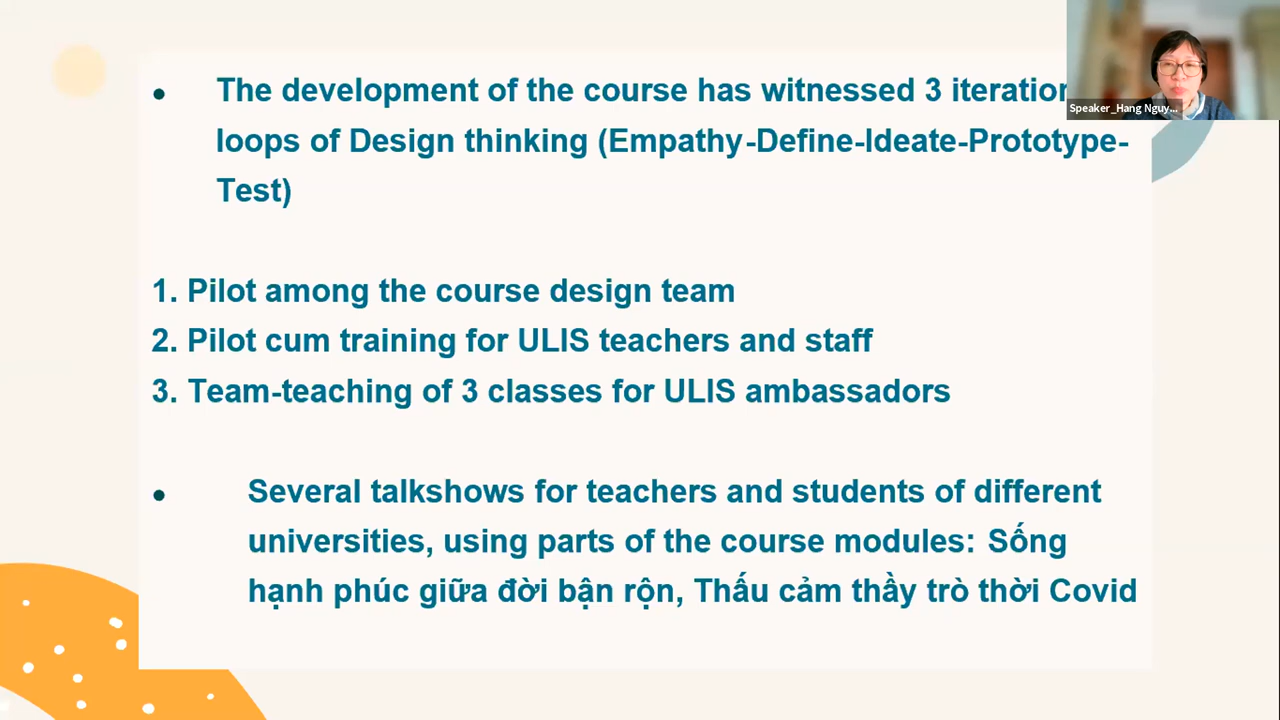 • The development of the course has witnessed 3 iteration
loops of Design thinking (Empathy-Define-Ideate-Prototype-
Test)
1. Pilot among the course design team
2. Pilot cum training for ULIS teachers and staff
3. Team-teaching of 3 classes for ULIS ambassadors
• Several talkshows for teachers and students of different
universities, using parts of the course modules: Sống
hạnh phúc giữa đời bận rộn, Thấu cảm thầy trò thời Covid
Speaker_Hang Nguy...